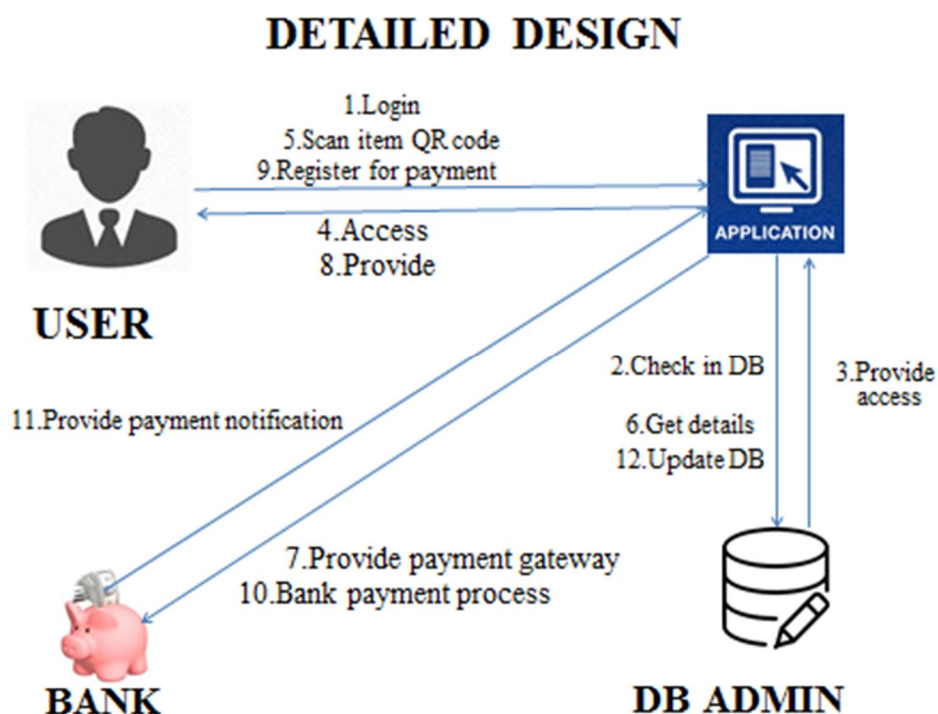 DETAILED DESIGN
1.Login
5.Scan item QR code
9.Register for payment
4.Access
8.Provide
APPLICATION
USER
2.Check in DB
3.Provide
access
11.Provide payment notification
6.Get details
12.Update DB
7.Provide payment gateway
10.Bank payment process
BANK
DB ADMIN